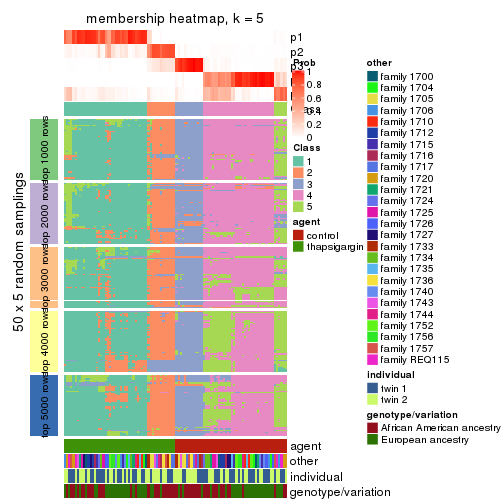 membership heatmap, k = 5
p1
p2
p3
Prob
1
0.8
0.6
0.4
0.2
0
Class
1
2
3
4
5
agent
control
thapsigargin
other
family 1700
family 1704
family 1705
family 1706
family 1710
family 1712
family 1715
family 1716
family 1717
family 1720
family 1721
family 1724
family 1725
family 1726
family 1727
family 1733
family 1734
family 1735
family 1736
family 1740
family 1743
family 1744
family 1752
family 1756
family 1757
family REQ115
individual
twin 1
twin 2
genotype/variation
African American ancestry
European ancestry
50 x 5 random samplings
top 1000 rows
top 2000 rows
top 3000 rows
top 4000 rows
top 5000 rows
agent
other
individual
genotype/variation